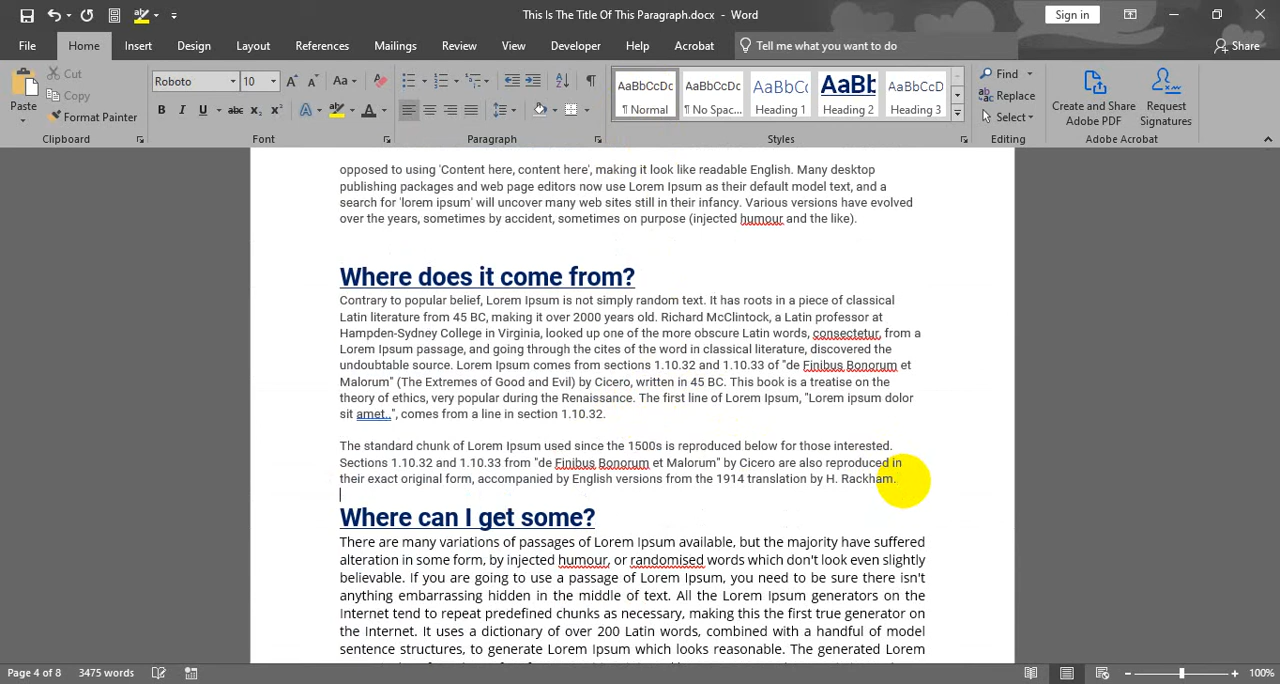 This Is The Title Of This Paragraph.docx - Word
Sign in
File Home Insert Design Layout References Mailings Review View Developer Help Acrobat Tell me what you want to do Share
Paste
Cut
Copy
Format Painter
Clipboard
Roboto 10
Font
Paragraph
AaBbCcDc AaBbCcDc AaBbC AaBb AaBbCcD
¶ Normal ¶ No Spac... Heading 1 Heading 2 Heading 3
Styles
Find
Replace
Select
Editing
Create and Share
Adobe PDF
Request
Signatures
Adobe Acrobat
opposed to using 'Content here, content here', making it look like readable English. Many desktop
publishing packages and web page editors now use Lorem Ipsum as their default model text, and a
search for 'lorem ipsum' will uncover many web sites still in their infancy. Various versions have evolved
over the years, sometimes by accident, sometimes on purpose (injected humour and the like).
Where does it come from?
Contrary to popular belief, Lorem Ipsum is not simply random text. It has roots in a piece of classical
Latin literature from 45 BC, making it over 2000 years old. Richard McClintock, a Latin professor at
Hampden-Sydney College in Virginia, looked up one of the more obscure Latin words, consectetur, from a
Lorem Ipsum passage, and going through the cites of the word in classical literature, discovered the
undoubtable source. Lorem Ipsum comes from sections 1.10.32 and 1.10.33 of "de Finibus Bonorum et
Malorum" (The Extremes of Good and Evil) by Cicero, written in 45 BC. This book is a treatise on the
theory of ethics, very popular during the Renaissance. The first line of Lorem Ipsum, "Lorem ipsum dolor
sit amet..", comes from a line in section 1.10.32.
The standard chunk of Lorem Ipsum used since the 1500s is reproduced below for those interested.
Sections 1.10.32 and 1.10.33 from "de Finibus Bonorum et Malorum" by Cicero are also reproduced in
their exact original form, accompanied by English versions from the 1914 translation by H. Rackham.
Where can I get some?
There are many variations of passages of Lorem Ipsum available, but the majority have suffered
alteration in some form, by injected humour, or randomised words which don't look even slightly
believable. If you are going to use a passage of Lorem Ipsum, you need to be sure there isn't
anything embarrassing hidden in the middle of text. All the Lorem Ipsum generators on the
Internet tend to repeat predefined chunks as necessary, making this the first true generator on
the Internet. It uses a dictionary of over 200 Latin words, combined with a handful of model
sentence structures, to generate Lorem Ipsum which looks reasonable. The generated Lorem
Page 4 of 8 3475 words 100%